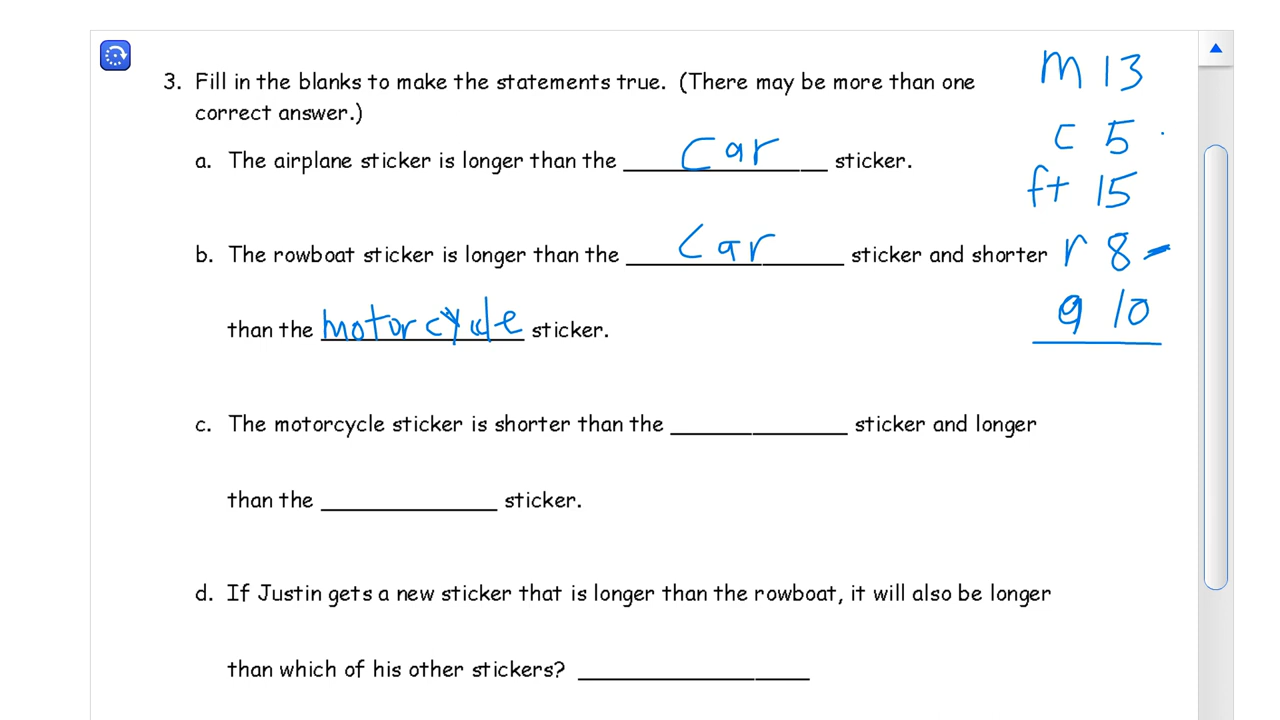 3. Fill in the blanks to make the statements true. (There may be more than one
correct answer.)
a. The airplane sticker is longer than the car sticker.
b. The rowboat sticker is longer than the car sticker and shorter
than the motorcycle sticker.
c. The motorcycle sticker is shorter than the ____________ sticker and longer
than the ____________ sticker.
d. If Justin gets a new sticker that is longer than the rowboat, it will also be longer
than which of his other stickers? ________________
m 13
c 5
ft 15
r 8
a 10